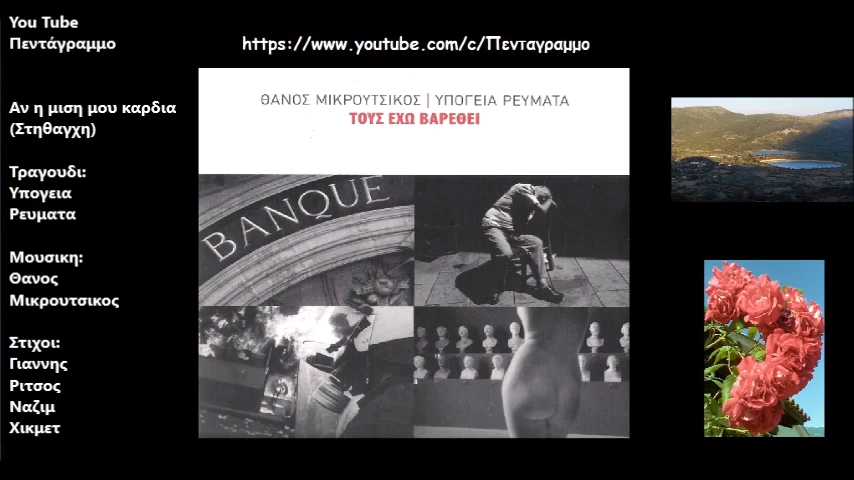 You Tube
Πεντάγραμμο
https://www.youtube.com/c/Πενταγραμμο
Αν η μιση μου καρδια
(Στηθαγχη)
Τραγουδι:
Υπογεια
Ρευματα
Μουσικη:
Θανος
Μικρουτσικος
Στιχοι:
Γιαννης
Ριτσος
Ναζιμ
Χικμετ
ΘΑΝΟΣ ΜΙΚΡΟΥΤΣΙΚΟΣ | ΥΠΟΓΕΙΑ ΡΕΥΜΑΤΑ
ΤΟΥΣ ΕΧΩ ΒΑΡΕΘΕΙ
BANQUE